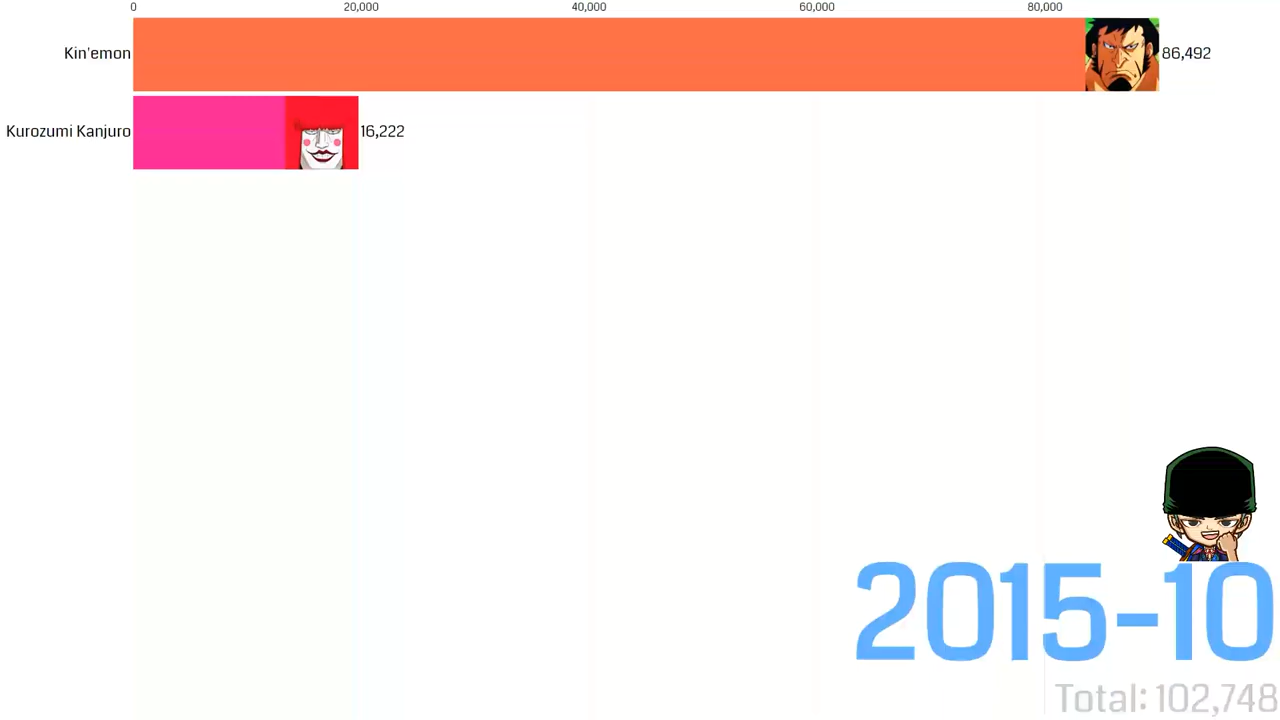 0 20,000 40,000 60,000 80,000
Kin'emon 86,492
Kurozumi Kanjuro 16,222
2015-10
Total: 102,748